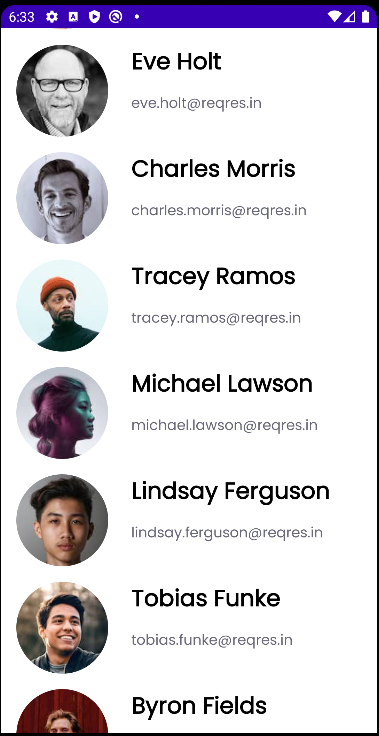 6:33
Eve Holt
eve.holt@reqres.in
Charles Morris
charles.morris@reqres.in
Tracey Ramos
tracey.ramos@reqres.in
Michael Lawson
michael.lawson@reqres.in
Lindsay Ferguson
lindsay.ferguson@reqres.in
Tobias Funke
tobias.funke@reqres.in
Byron Fields